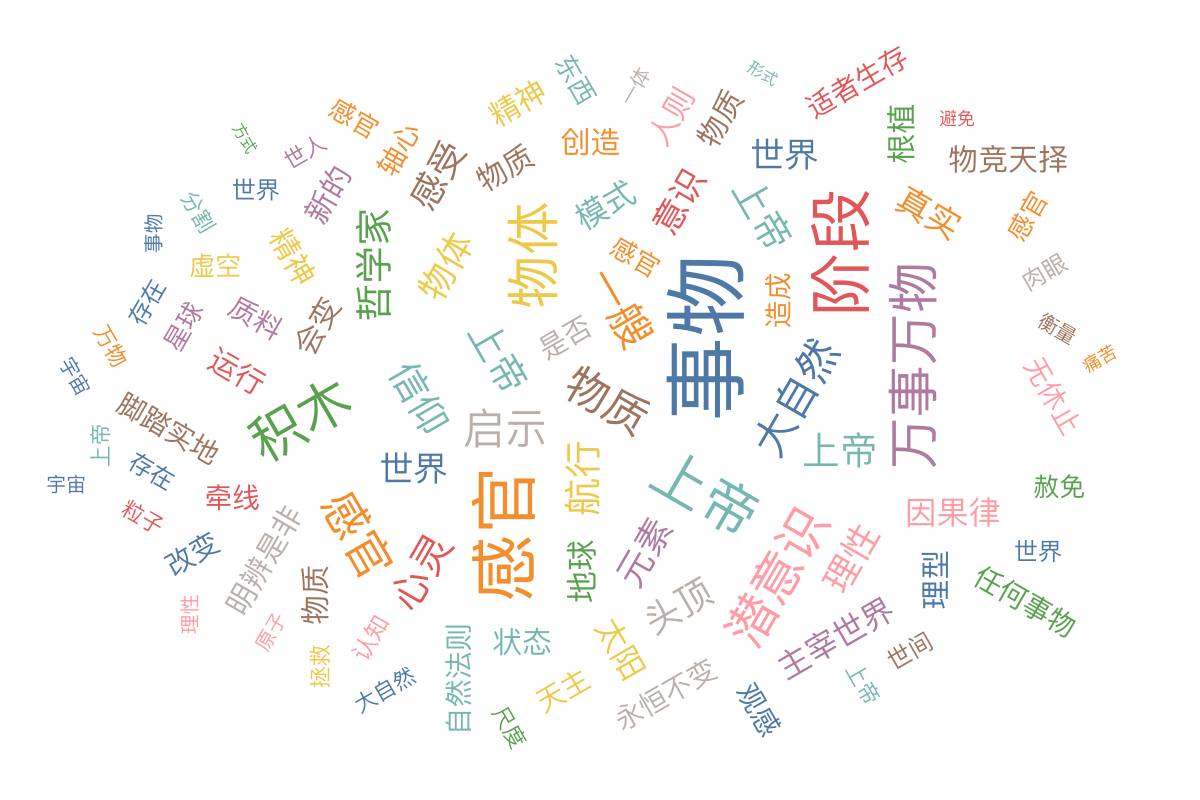 东西
一体
形式
适者生存
精神
感官
轴心
人则
物质
避免
方式
世人
感受
物质
创造
世界
根植
物竞天择
世界
新的
模式
意识
上帝
真实
感官
分割
事物
精神
哲学家
物体
物体
感官
阶段
虚空
肉眼
存在
星球
质料
会变
一艘
事物
造成
万事万物
衡量
万物
运行
上帝
是否
大自然
痛苦
宇宙
积木
信仰
物质
无休止
脚踏实地
启示
上帝
上帝
存在
世界
航行
宇宙
牵线
感官
上帝
赦免
粒子
明辨是非
感官
因果律
改变
心灵
地球
元素
潜意识
理性
理型
世界
理性
原子
物质
认知
头顶
任何事物
拯救
自然法则
状态
太阳
主宰世界
世间
大自然
天主
永恒不变
观感
上帝
尺度